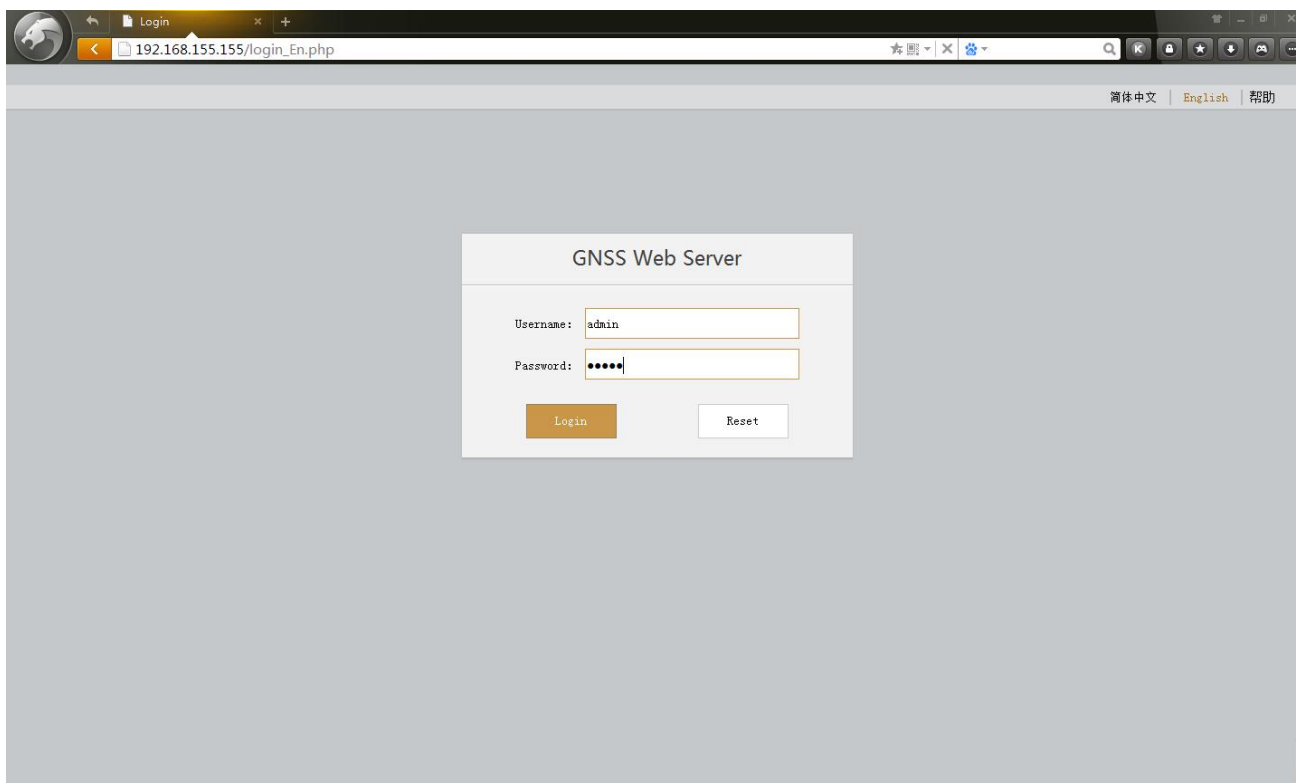 Login
192.168.155.155/login_En.php
简体中文 | English | 帮助
GNSS Web Server
Username: admin
Password: •••••
Login
Reset